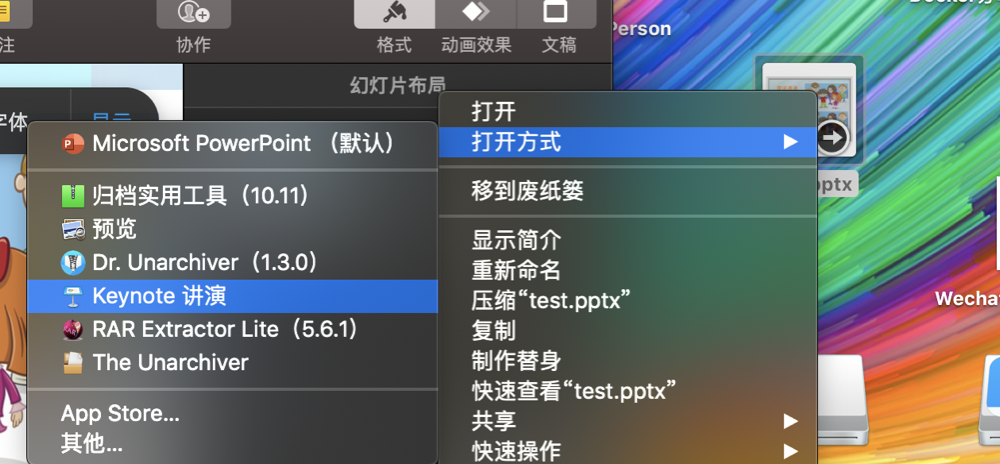 注
协作
格式
动画效果
文稿
幻灯片布局
字体
显示
Person
pptx
Wecha
打开
打开方式
移到废纸篓
显示简介
重新命名
压缩“test.pptx”
复制
制作替身
快速查看“test.pptx”
共享
快速操作
Microsoft PowerPoint （默认）
归档实用工具（10.11）
预览
Dr. Unarchiver（1.3.0）
Keynote 讲演
RAR Extractor Lite（5.6.1）
The Unarchiver
App Store...
其他...